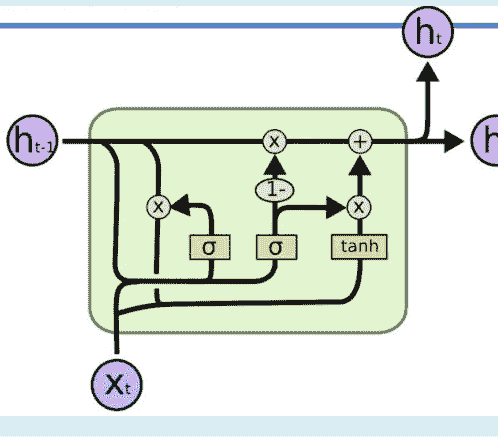 hₜ
hₜ₋₁
x
+
h
1-
x
x
σ
σ
tanh
xₜ